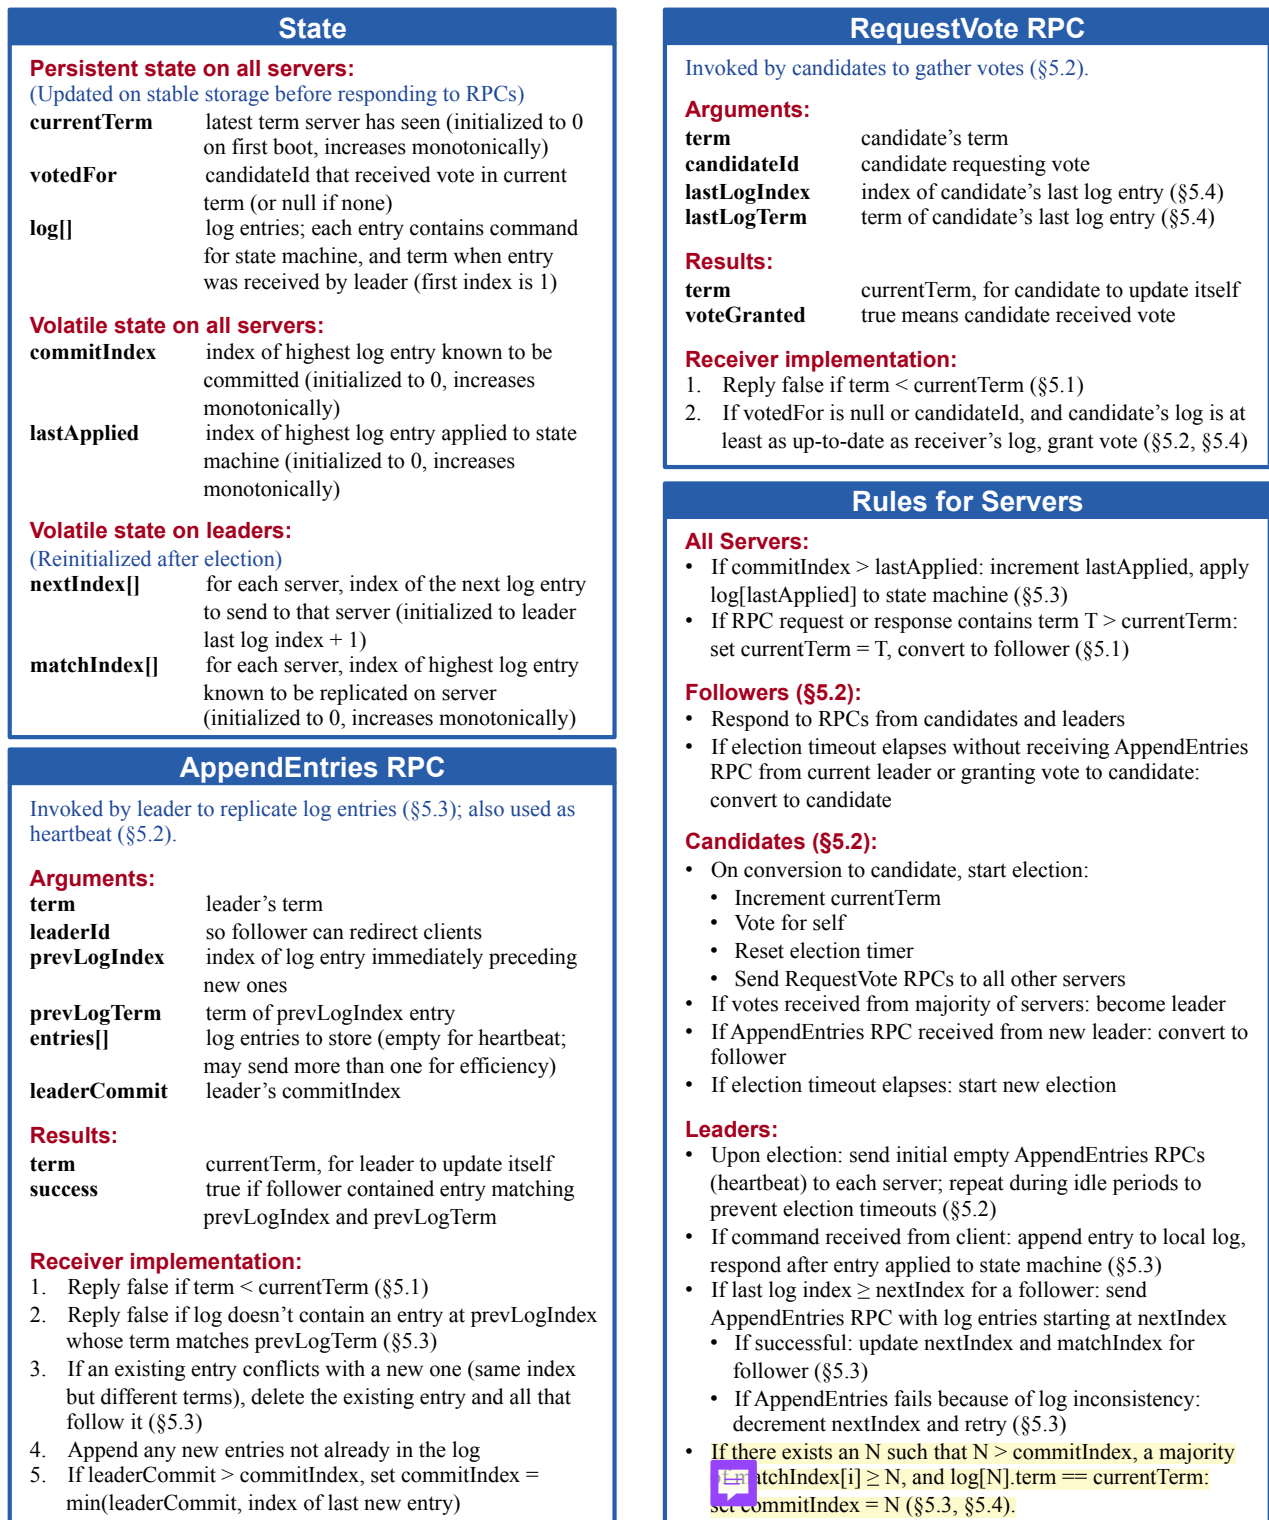 State
Persistent state on all servers:
(Updated on stable storage before responding to RPCs)
currentTerm latest term server has seen (initialized to 0
on first boot, increases monotonically)
votedFor candidateId that received vote in current
term (or null if none)
log[] log entries; each entry contains command
for state machine, and term when entry
was received by leader (first index is 1)
Volatile state on all servers:
commitIndex index of highest log entry known to be
committed (initialized to 0, increases
monotonically)
lastApplied index of highest log entry applied to state
machine (initialized to 0, increases
monotonically)
Volatile state on leaders:
(Reinitialized after election)
nextIndex[] for each server, index of the next log entry
to send to that server (initialized to leader
last log index + 1)
matchIndex[] for each server, index of highest log entry
known to be replicated on server
(initialized to 0, increases monotonically)
AppendEntries RPC
Invoked by leader to replicate log entries (§5.3); also used as
heartbeat (§5.2).
Arguments:
term leader’s term
leaderId so follower can redirect clients
prevLogIndex index of log entry immediately preceding
new ones
prevLogTerm term of prevLogIndex entry
entries[] log entries to store (empty for heartbeat;
may send more than one for efficiency)
leaderCommit leader’s commitIndex
Results:
term currentTerm, for leader to update itself
success true if follower contained entry matching
prevLogIndex and prevLogTerm
Receiver implementation:
1. Reply false if term < currentTerm (§5.1)
2. Reply false if log doesn’t contain an entry at prevLogIndex
whose term matches prevLogTerm (§5.3)
3. If an existing entry conflicts with a new one (same index
but different terms), delete the existing entry and all that
follow it (§5.3)
4. Append any new entries not already in the log
5. If leaderCommit > commitIndex, set commitIndex =
min(leaderCommit, index of last new entry)
RequestVote RPC
Invoked by candidates to gather votes (§5.2).
Arguments:
term candidate’s term
candidateId candidate requesting vote
lastLogIndex index of candidate’s last log entry (§5.4)
lastLogTerm term of candidate’s last log entry (§5.4)
Results:
term currentTerm, for candidate to update itself
voteGranted true means candidate received vote
Receiver implementation:
1. Reply false if term < currentTerm (§5.1)
2. If votedFor is null or candidateId, and candidate’s log is at
least as up-to-date as receiver’s log, grant vote (§5.2, §5.4)
Rules for Servers
All Servers:
• If commitIndex > lastApplied: increment lastApplied, apply
log[lastApplied] to state machine (§5.3)
• If RPC request or response contains term T > currentTerm:
set currentTerm = T, convert to follower (§5.1)
Followers (§5.2):
• Respond to RPCs from candidates and leaders
• If election timeout elapses without receiving AppendEntries
RPC from current leader or granting vote to candidate:
convert to candidate
Candidates (§5.2):
• On conversion to candidate, start election:
• Increment currentTerm
• Vote for self
• Reset election timer
• Send RequestVote RPCs to all other servers
• If votes received from majority of servers: become leader
• If AppendEntries RPC received from new leader: convert to
follower
• If election timeout elapses: start new election
Leaders:
• Upon election: send initial empty AppendEntries RPCs
(heartbeat) to each server; repeat during idle periods to
prevent election timeouts (§5.2)
• If command received from client: append entry to local log,
respond after entry applied to state machine (§5.3)
• If last log index ≥ nextIndex for a follower: send
AppendEntries RPC with log entries starting at nextIndex
• If successful: update nextIndex and matchIndex for
follower (§5.3)
• If AppendEntries fails because of log inconsistency:
decrement nextIndex and retry (§5.3)
• If there exists an N such that N > commitIndex, a majority
matchIndex[i] ≥ N, and log[N].term == currentTerm:
set commitIndex = N (§5.3, §5.4).